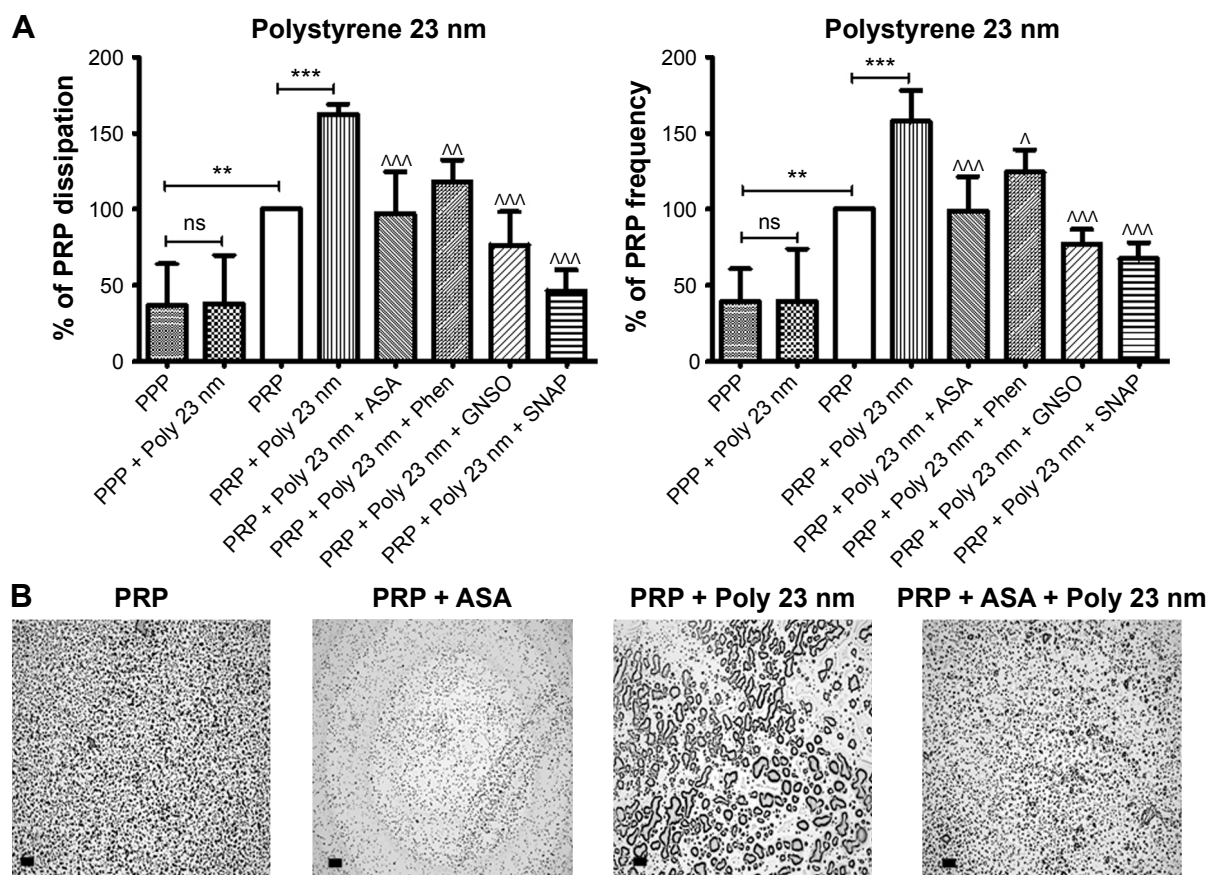 A
Polystyrene 23 nm
% of PRP dissipation
200
150
100
50
0
ns
**
***
^^^
^^
^^^
^^^
PPP
PPP + Poly 23 nm
PRP
PRP + Poly 23 nm
PRP + Poly 23 nm + ASA
PRP + Poly 23 nm + Phen
PRP + Poly 23 nm + GNSO
PRP + Poly 23 nm + SNAP
Polystyrene 23 nm
% of PRP frequency
200
150
100
50
0
ns
**
***
^^^
^
^^^
^^^
PPP
PPP + Poly 23 nm
PRP
PRP + Poly 23 nm
PRP + Poly 23 nm + ASA
PRP + Poly 23 nm + Phen
PRP + Poly 23 nm + GNSO
PRP + Poly 23 nm + SNAP
B
PRP
PRP + ASA
PRP + Poly 23 nm
PRP + ASA + Poly 23 nm